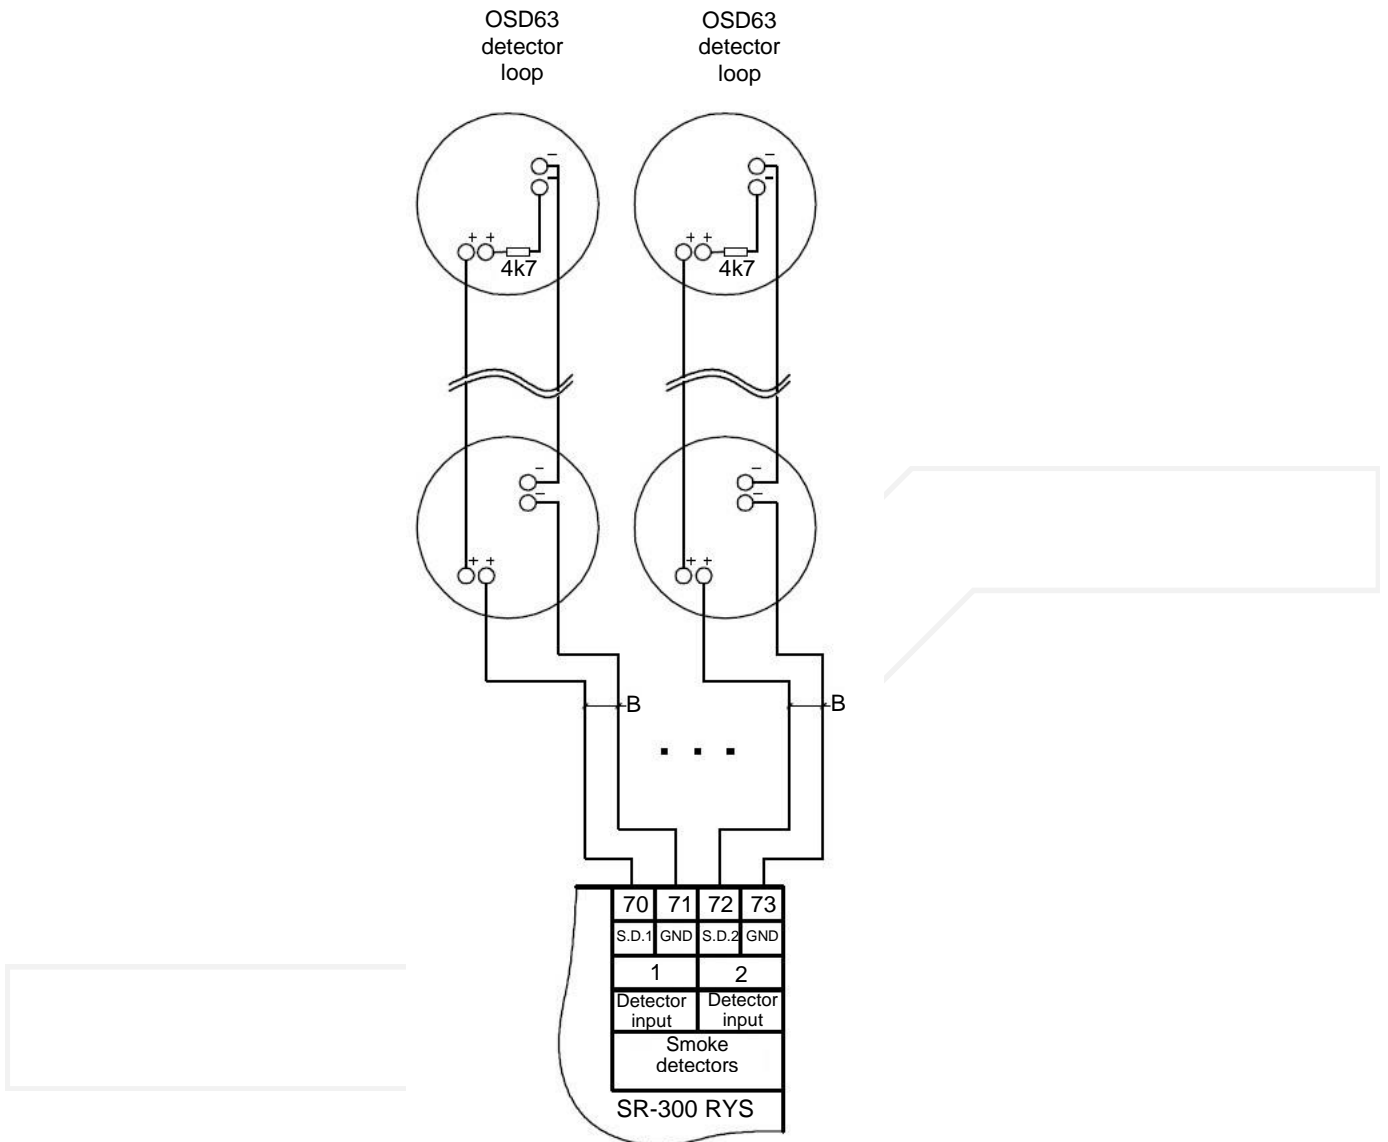 OSD63
detector
loop
OSD63
detector
loop
–
–
+ +
4k7
–
–
+ +
4k7
–
–
+ +
–
–
+ +
B
B
. . .
70 71 72 73
S.D.1 GND S.D.2 GND
1 2
Detector
input
Detector
input
Smoke
detectors
SR-300 RYS